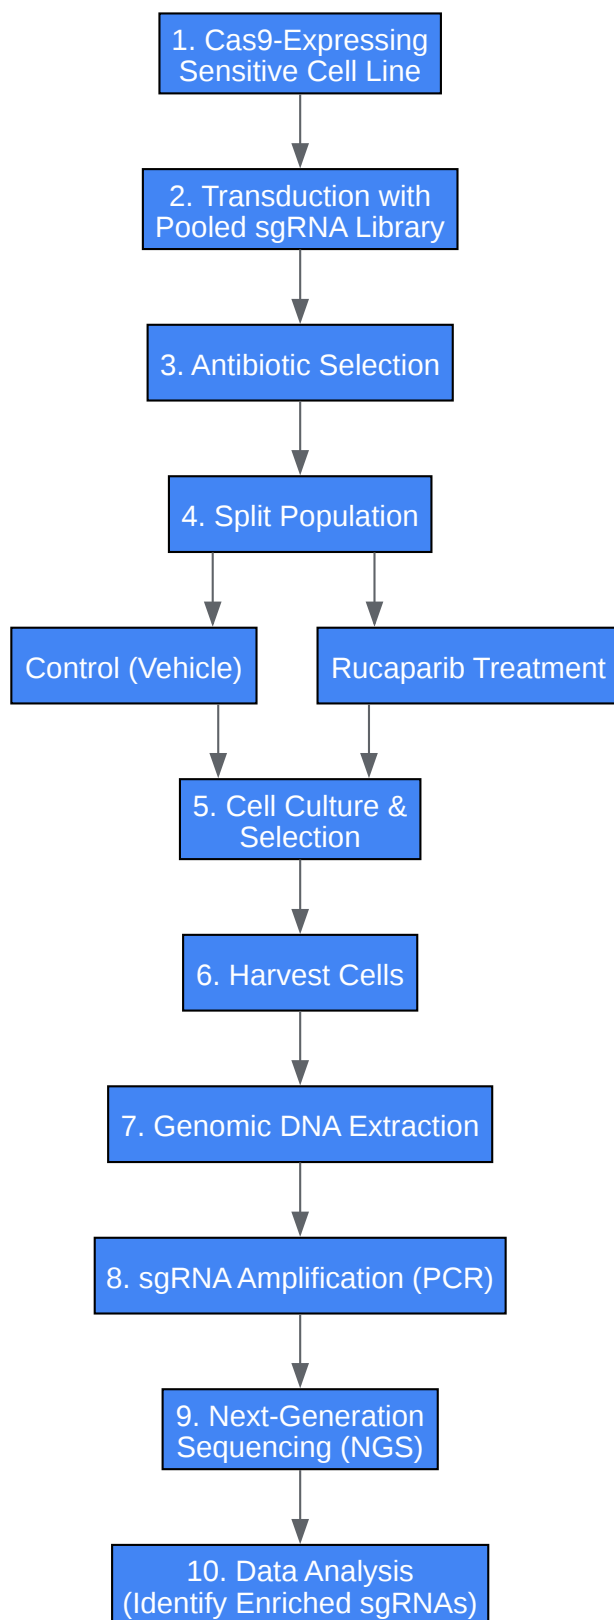 1. Cas9-Expressing
Sensitive Cell Line
2. Transduction with
Pooled sgRNA Library
3. Antibiotic Selection
4. Split Population
Control (Vehicle)
Rucaparib Treatment
5. Cell Culture &
Selection
6. Harvest Cells
7. Genomic DNA Extraction
8. sgRNA Amplification (PCR)
9. Next-Generation
Sequencing (NGS)
10. Data Analysis
(Identify Enriched sgRNAs)